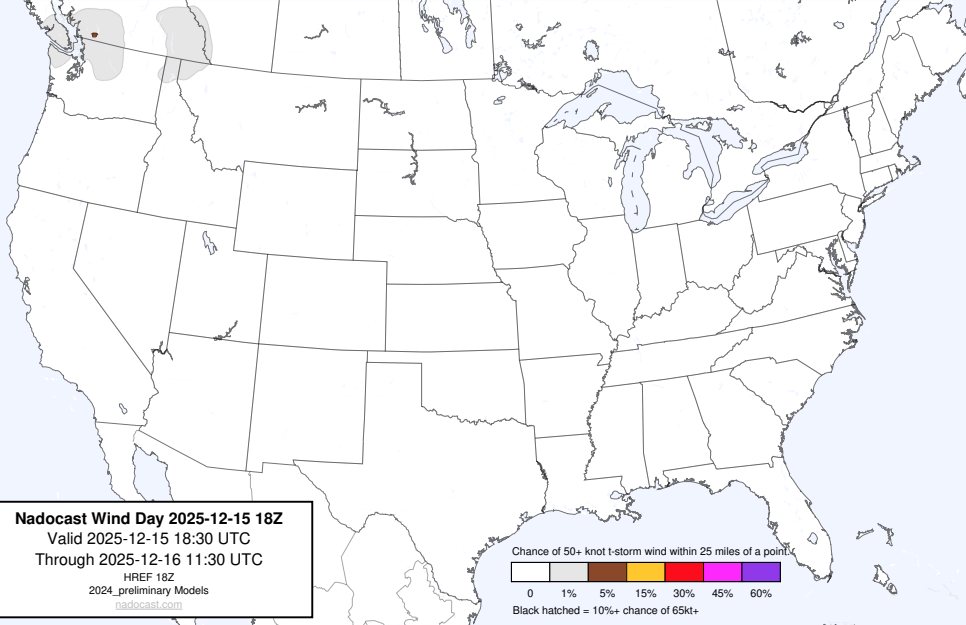 Nadocast Wind Day 2025-12-15 18Z
Valid 2025-12-15 18:30 UTC
Through 2025-12-16 11:30 UTC
HREF 18Z
2024_preliminary Models
nadocast.com
Chance of 50+ knot t-storm wind within 25 miles of a point.
0 1% 5% 15% 30% 45% 60%
Black hatched = 10%+ chance of 65kt+